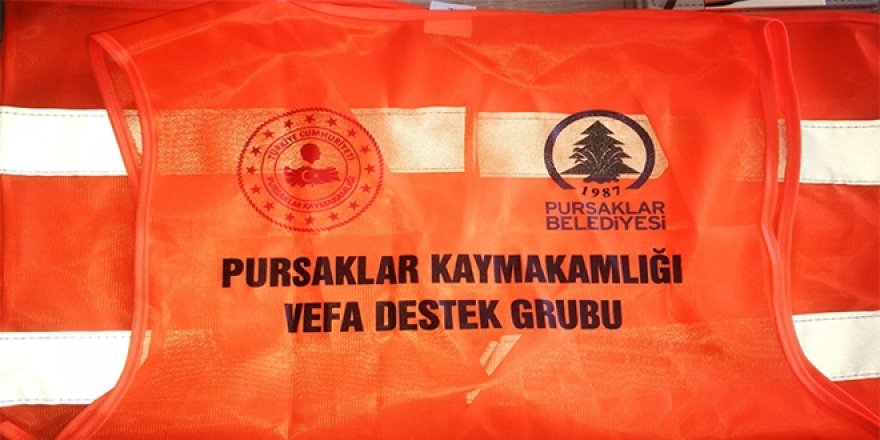 TÜRKİYE CUMHURİYETİ
PURSAKLAR KAYMAKAMLIĞI
1987
PURSAKLAR
BELEDİYESİ
PURSAKLAR KAYMAKAMLIĞI
VEFA DESTEK GRUBU